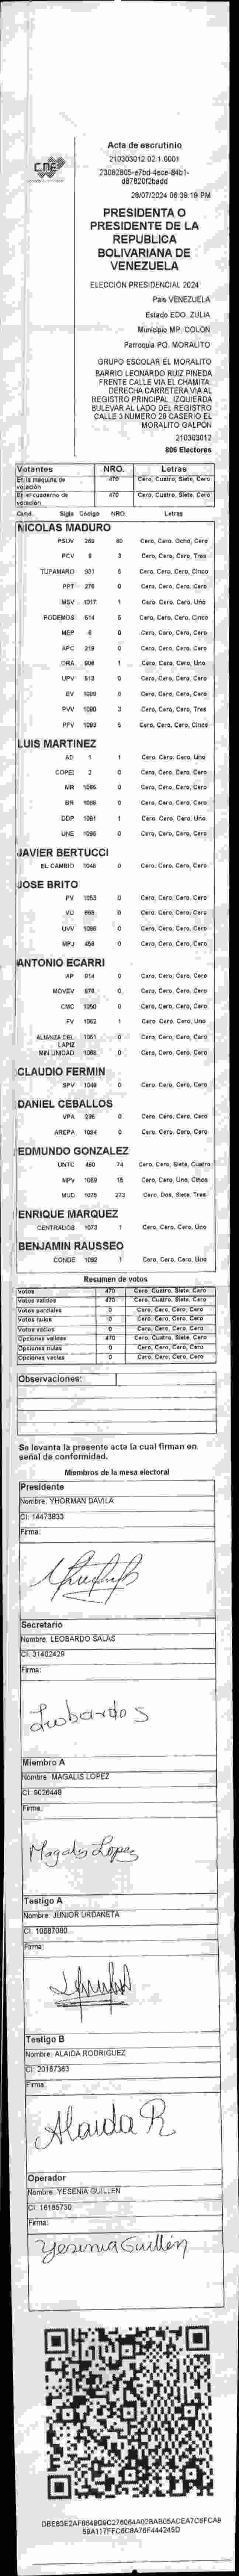 CNE
Acta de escrutinio
210303012.02.1.0001
23082805-e7bd-4ece-84b1-
d87820f2badd
28/07/2024 08:39:19 PM
PRESIDENTA O
PRESIDENTE DE LA
REPUBLICA
BOLIVARIANA DE
VENEZUELA
ELECCIÓN PRESIDENCIAL 2024
País VENEZUELA
Estado EDO. ZULIA
Municipio MP. COLON
Parroquia PQ. MORALITO
GRUPO ESCOLAR EL MORALITO
BARRIO LEONARDO RUIZ PINEDA
FRENTE CALLE VIA EL CHAMITA
DERECHA CARRETERA VIA AL
REGISTRO PRINCIPAL. IZQUIERDA
BULEVAR AL LADO DEL REGISTRO
CALLE 3 NUMERO 28 CASERIO EL
MORALITO GALPÓN
210303012
806 Electores
Votantes NRO. Letras
En la maquina de votación 470 Cero, Cuatro, Siete, Cero
En el cuaderno de votación 470 Cero, Cuatro, Siete, Cero
Cand. Sigla Código NRO. Letras
NICOLAS MADURO
PSUV 269 80 Cero, Cero, Ocho, Cero
PCV 9 3 Cero, Cero, Cero, Tres
TUPAMARO 931 5 Cero, Cero, Cero, Cinco
PPT 276 0 Cero, Cero, Cero, Cero
MSV 1017 1 Cero, Cero, Cero, Uno
PODEMOS 514 5 Cero, Cero, Cero, Cinco
MEP 0 Cero, Cero, Cero, Cero
APC 219 0 Cero, Cero, Cero, Cero
ORA 906 1 Cero, Cero, Cero, Uno
UPV 513 0 Cero, Cero, Cero, Cero
EV 1089 0 Cero, Cero, Cero, Cero
PVV 1090 3 Cero, Cero, Cero, Tres
PFV 1093 5 Cero, Cero, Cero, Cinco
LUIS MARTINEZ
AD 1 1 Cero, Cero, Cero, Uno
COPEI 2 0 Cero, Cero, Cero, Cero
MR 1065 0 Cero, Cero, Cero, Cero
BR 1066 0 Cero, Cero, Cero, Cero
DDP 1091 1 Cero, Cero, Cero, Uno
UNE 1096 0 Cero, Cero, Cero, Cero
JAVIER BERTUCCI
EL CAMBIO 1046 0 Cero, Cero, Cero, Cero
JOSE BRITO
PV 1053 0 Cero, Cero, Cero, Cero
VU 0 Cero, Cero, Cero, Cero
UVV 1086 0 Cero, Cero, Cero, Cero
MPJ 456 0 Cero, Cero, Cero, Cero
ANTONIO ECARRI
AP 914 0 Cero, Cero, Cero, Cero
MOVEV 976 0 Cero, Cero, Cero, Cero
CMC 1050 0 Cero, Cero, Cero, Cero
FV 1062 1 Cero, Cero, Cero, Uno
ALIANZA DEL LAPIZ 1051 0 Cero, Cero, Cero, Cero
MIN UNIDAD 1068 0 Cero, Cero, Cero, Cero
CLAUDIO FERMIN
SPV 1049 0 Cero, Cero, Cero, Cero
DANIEL CEBALLOS
VPA 236 0 Cero, Cero, Cero, Cero
AREPA 1094 0 Cero, Cero, Cero, Cero
EDMUNDO GONZALEZ
UNTC 460 74 Cero, Cero, Siete, Cuatro
MPV 1069 15 Cero, Cero, Uno, Cinco
MUD 1075 273 Cero, Dos, Siete, Tres
ENRIQUE MARQUEZ
CENTRADOS 1073 1 Cero, Cero, Cero, Uno
BENJAMIN RAUSSEO
CONDE 1082 1 Cero, Cero, Cero, Uno
Resumen de votos
Votos 470 Cero, Cuatro, Siete, Cero
Votos validos 470 Cero, Cuatro, Siete, Cero
Votos parciales 0 Cero, Cero, Cero, Cero
Votos nulos 0 Cero, Cero, Cero, Cero
Votos vacíos 0 Cero, Cero, Cero, Cero
Opciones validas 470 Cero, Cuatro, Siete, Cero
Opciones nulas 0 Cero, Cero, Cero, Cero
Opciones vacías 0 Cero, Cero, Cero, Cero
Observaciones:
Se levanta la presente acta la cual firman en
señal de conformidad.
Miembros de la mesa electoral
Presidente
Nombre: YHORMAN DAVILA
CI: 14473833
Firma:
Secretario
Nombre: LEOBARDO SALAS
CI: 31402429
Firma:
Leobardo S
Miembro A
Nombre: MAGALIS LOPEZ
CI: 9026448
Firma:
Magaly Lopez
Testigo A
Nombre: JUNIOR URDANETA
CI: 10687080
Firma:
Testigo B
Nombre: ALAIDA RODRIGUEZ
CI: 20167363
Firma:
Alaida R
Operador
Nombre: YESENIA GUILLEN
CI: 16165730
Firma:
Yesenia Guillén
DBE83E2AF8648D9C276064A02BAB05ACEA7C5FCA9
59A117FFC6C8A76F444245D